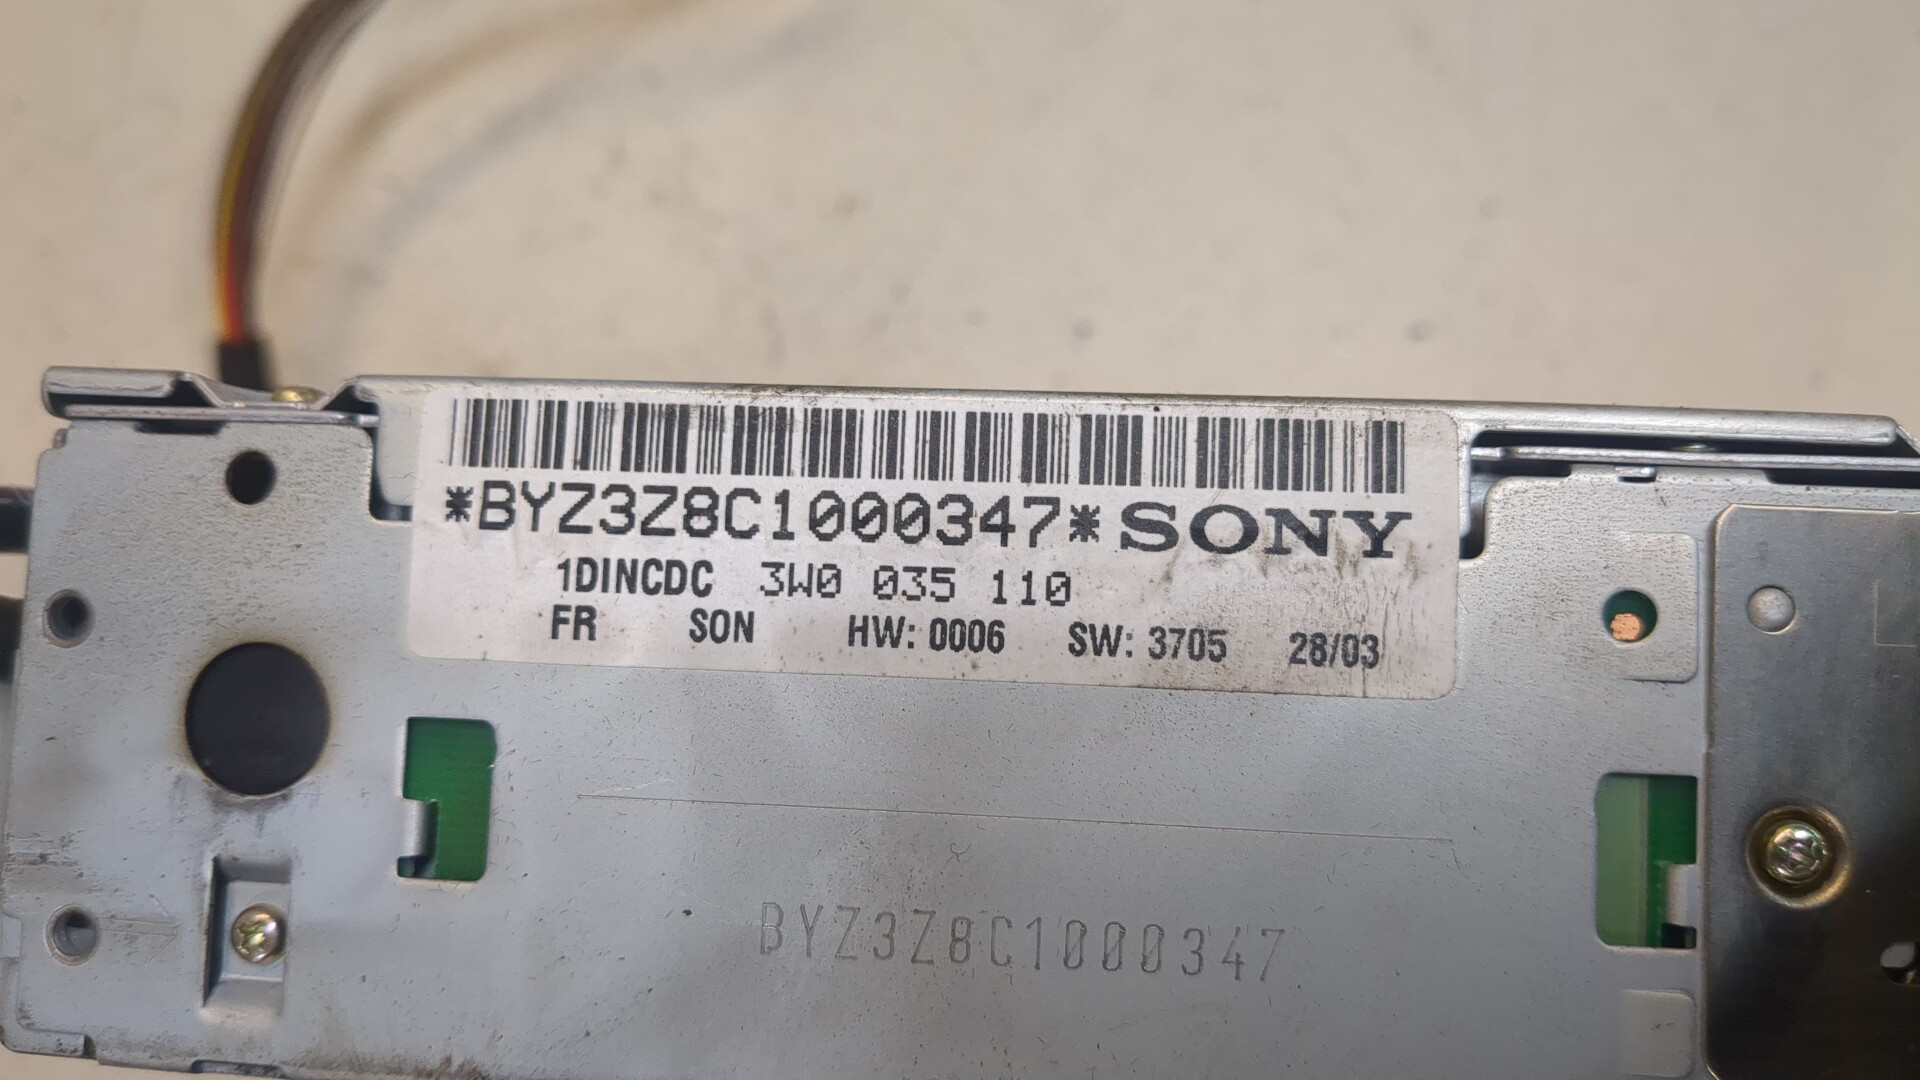 *BYZ3Z8C1000347* SONY
1DINCDC 3W0 035 110
FR SON HW: 0006 SW: 3705 28/03
BYZ3Z8C1000347